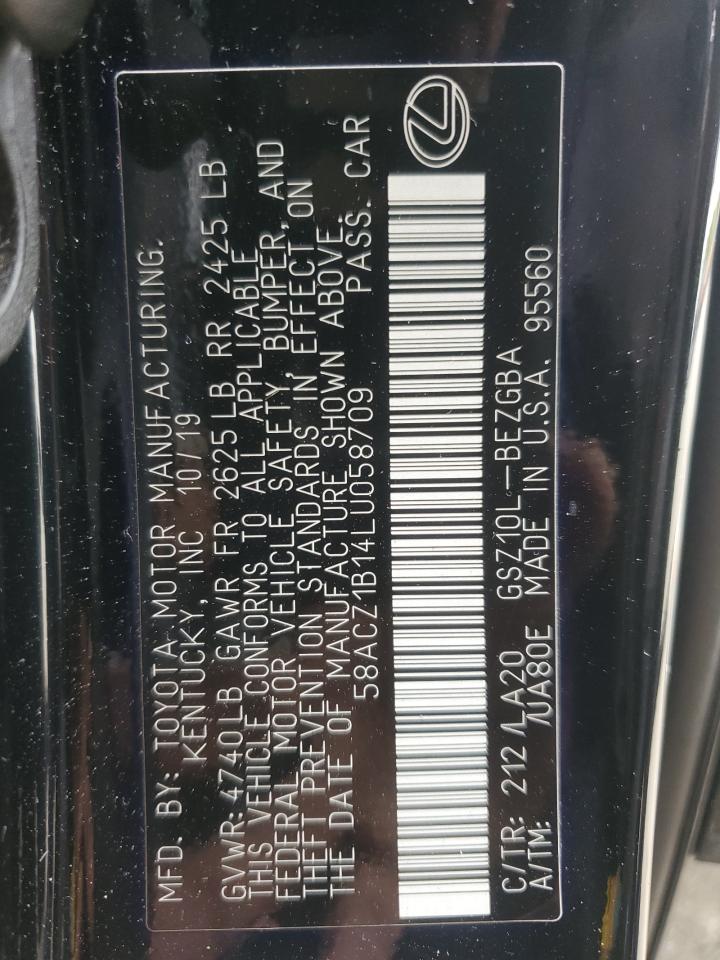 MFD. BY: TOYOTA MOTOR MANUFACTURING.
KENTUCKY, INC 10/19
GVWR: 4740LB GAWR FR 2625 LB RR 2425 LB
THIS VEHICLE CONFORMS TO ALL APPLICABLE
FEDERAL MOTOR VEHICLE SAFETY, BUMPER, AND
THEFT PREVENTION STANDARDS IN EFFECT ON
THE DATE OF MANUFACTURE SHOWN ABOVE.
58ACZ1B14LU058709 PASS. CAR
C/TR: 212 /LA20 GSZ10L-BEZGBA
A/TM: /UA80E MADE IN U.S.A. 95560